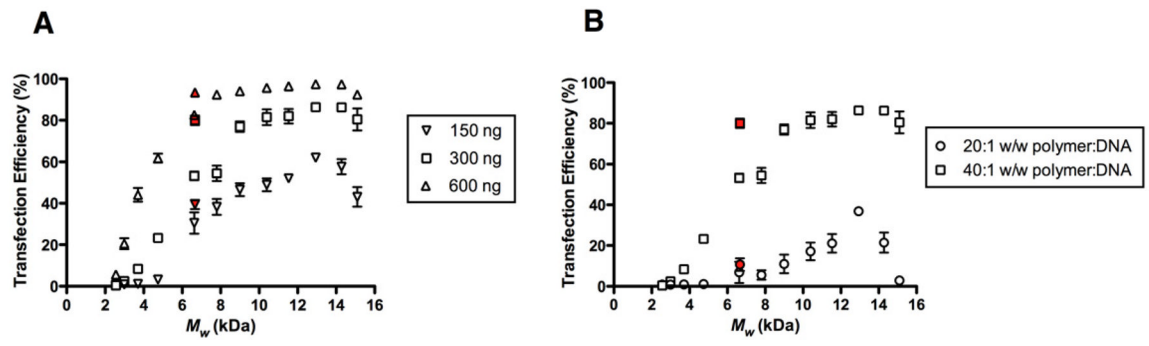 A
Transfection Efficiency (%)
100
80
60
40
20
0
0 2 4 6 8 10 12 14 16
Mw (kDa)
150 ng
300 ng
600 ng
B
Transfection Efficiency (%)
100
80
60
40
20
0
0 2 4 6 8 10 12 14 16
Mw (kDa)
20:1 w/w polymer:DNA
40:1 w/w polymer:DNA